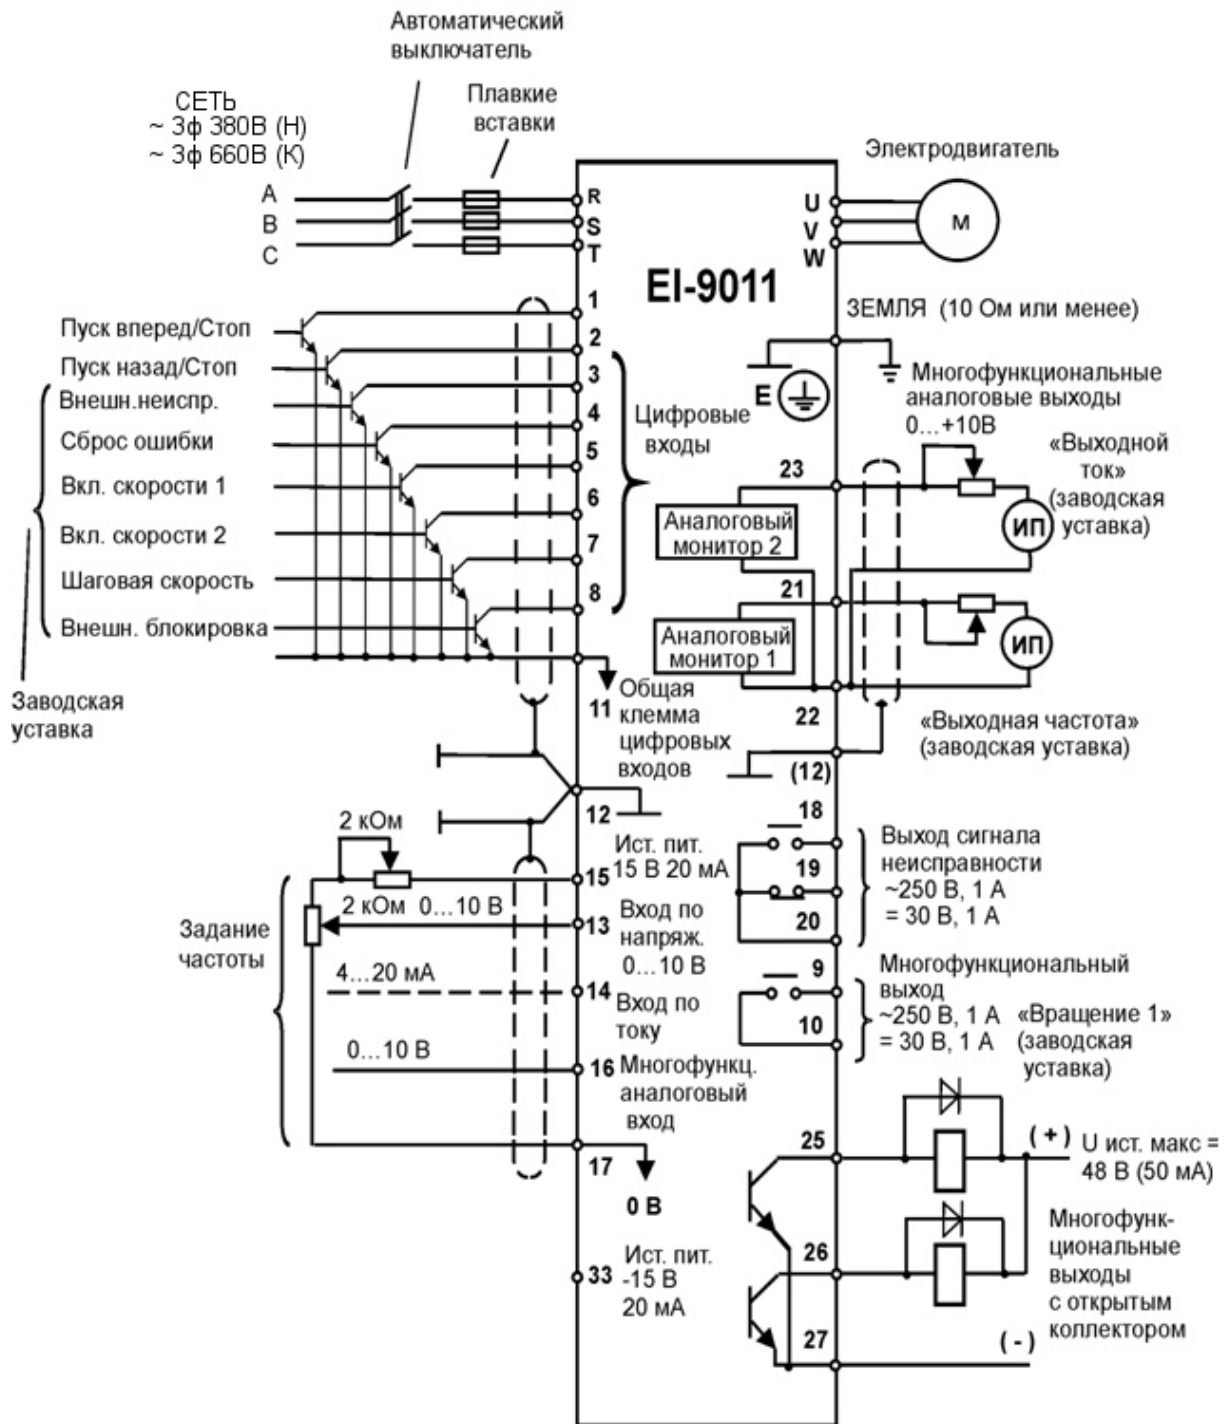 Автоматический
выключатель
СЕТЬ
~ 3ф 380В (Н)
~ 3ф 660В (К)
Плавкие
вставки
Электродвигатель
A
B
C
R
S
T
U
V
W
М
EI-9011
ЗЕМЛЯ (10 Ом или менее)
E
Пуск вперед/Стоп
Пуск назад/Стоп
Внешн.неиспр.
Сброс ошибки
Вкл. скорости 1
Вкл. скорости 2
Шаговая скорость
Внешн. блокировка
Заводская
уставка
1
2
3
4
5
6
7
8
Цифровые
входы
11
Общая
клемма
цифровых
входов
12
Многофункциональные
аналоговые выходы
0…+10В
«Выходной
ток»
(заводская
уставка)
23
Аналоговый
монитор 2
ИП
21
Аналоговый
монитор 1
ИП
22
«Выходная частота»
(заводская уставка)
(12)
Задание
частоты
2 кОм
2 кОм
0…10 В
4…20 мА
0…10 В
Ист. пит.
15 В 20 мА
15
13
Вход по
напряж.
0…10 В
14
Вход по
току
16
Многофункц.
аналоговый
вход
17
0 В
33
Ист. пит.
-15 В
20 мА
18
19
20
Выход сигнала
неисправности
~250 В, 1 А
= 30 В, 1 А
9
10
Многофункциональный
выход
~250 В, 1 А
= 30 В, 1 А
«Вращение 1»
(заводская
уставка)
25
( + )
U ист. макс =
48 В (50 мА)
26
Многофунк-
циональные
выходы
с открытым
коллектором
27
( - )